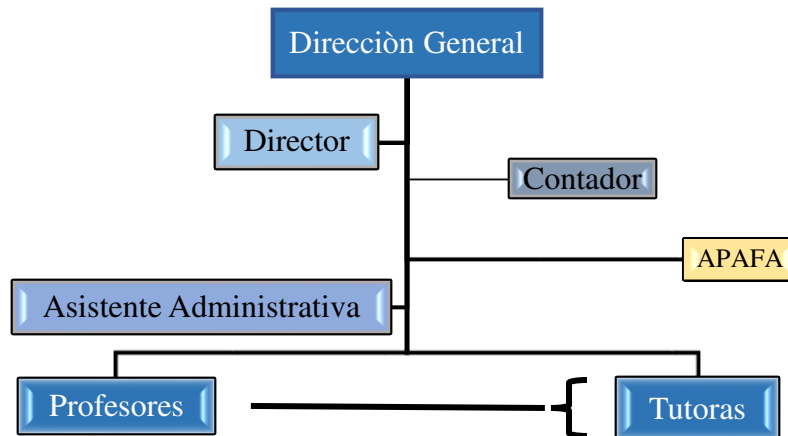 Direcciòn General
Director
Contador
APAFA
Asistente Administrativa
Profesores
Tutoras